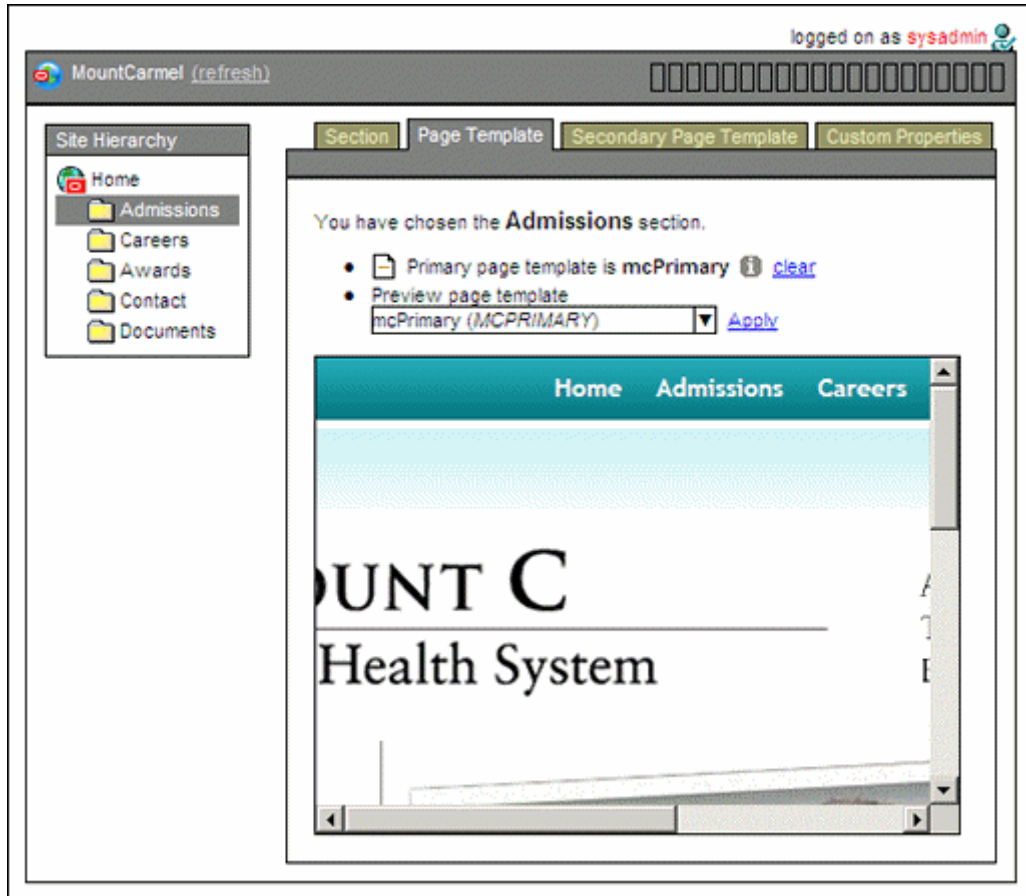 logged on as sysadmin
MountCarmel (refresh)
Site Hierarchy
Home
Admissions
Careers
Awards
Contact
Documents
Section Page Template Secondary Page Template Custom Properties
You have chosen the Admissions section.
Primary page template is mcPrimary clear
Preview page template
mcPrimary (MCPRIMARY) Apply
Home Admissions Careers
OUNT C
Health System